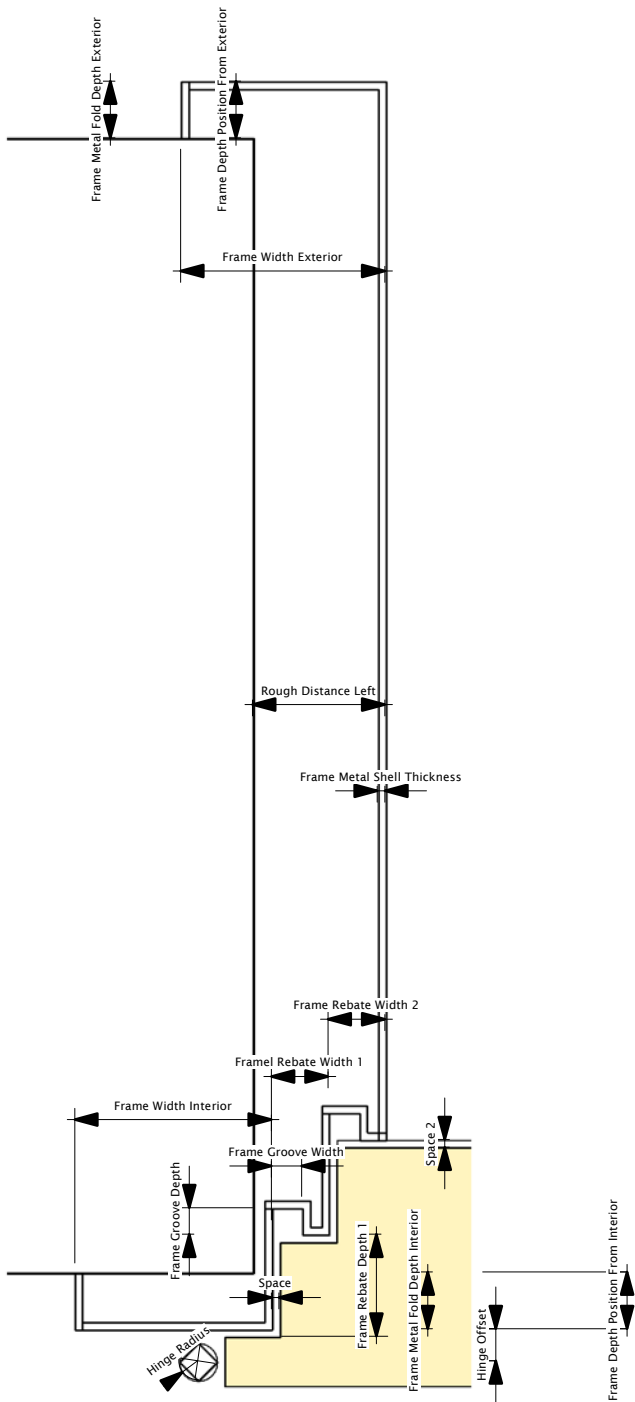 Frame Metal Fold Depth Exterior
Frame Depth Position From Exterior
Frame Width Exterior
Rough Distance Left
Frame Metal Shell Thickness
Frame Rebate Width 2
Framel Rebate Width 1
Frame Width Interior
Frame Groove Width
Space 2
Frame Groove Depth
Space
Frame Rebate Depth 1
Frame Metal Fold Depth Interior
Hinge Offset
Frame Depth Position From Interior
Hinge Radius